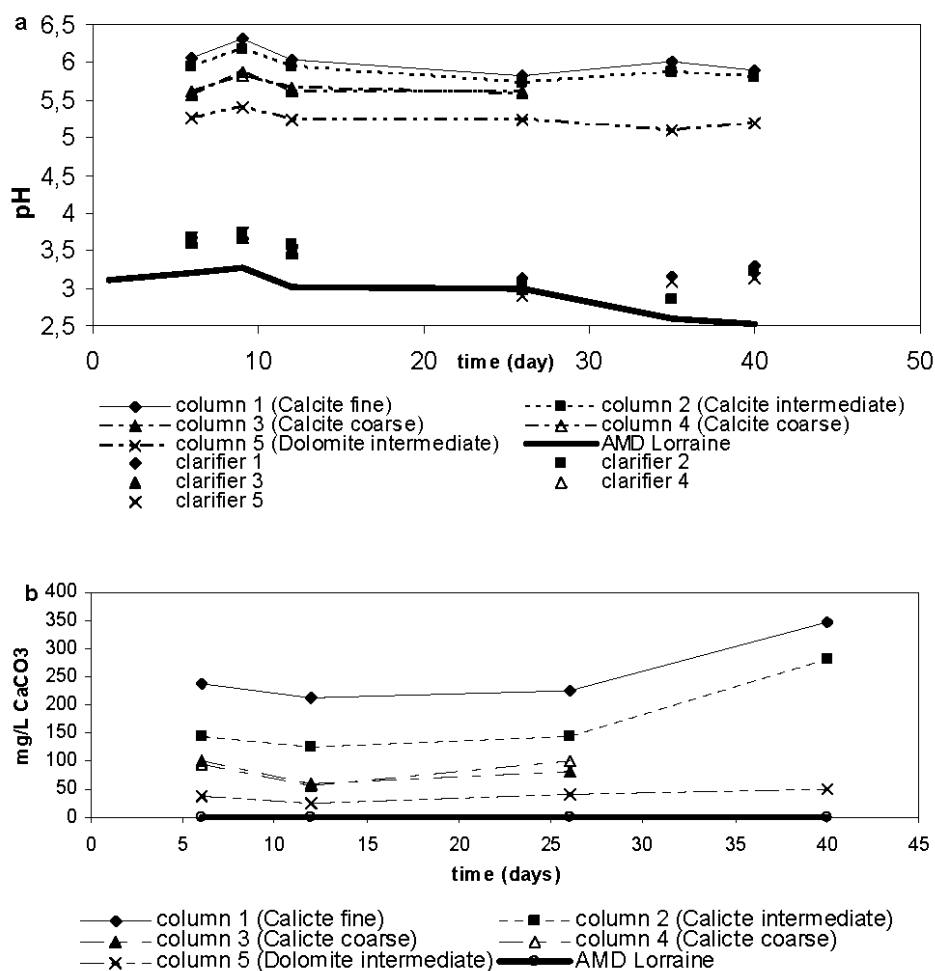 a
6,5
6
5,5
5
4,5
4
3,5
3
2,5
pH
0
10
20
30
40
50
time (day)
column 1 (Calcite fine)
column 2 (Calcite intermediate)
column 3 (Calcite coarse)
column 4 (Calcite coarse)
column 5 (Dolomite intermediate)
AMD Lorraine
clarifier 1
clarifier 2
clarifier 3
clarifier 4
clarifier 5
b
400
350
300
250
200
150
100
50
0
mg/L CaCO3
0
5
10
15
20
25
30
35
40
45
time (days)
column 1 (Calicte fine)
column 2 (Calicte intermediate)
column 3 (Calicte coarse)
column 4 (Calicte coarse)
column 5 (Dolomite intermediate)
AMD Lorraine